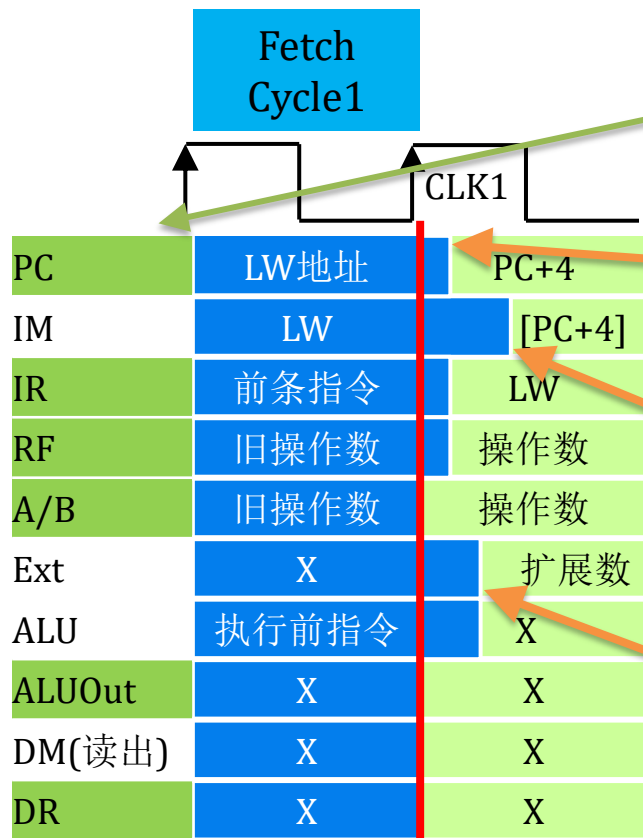 Fetch
Cycle1
CLK1
PC LW地址 PC+4
IM LW [PC+4]
IR 前条指令 LW
RF 旧操作数 操作数
A/B 旧操作数 操作数
Ext X 扩展数
ALU 执行前指令 X
ALUOut X X
DM(读出) X X
DR X X